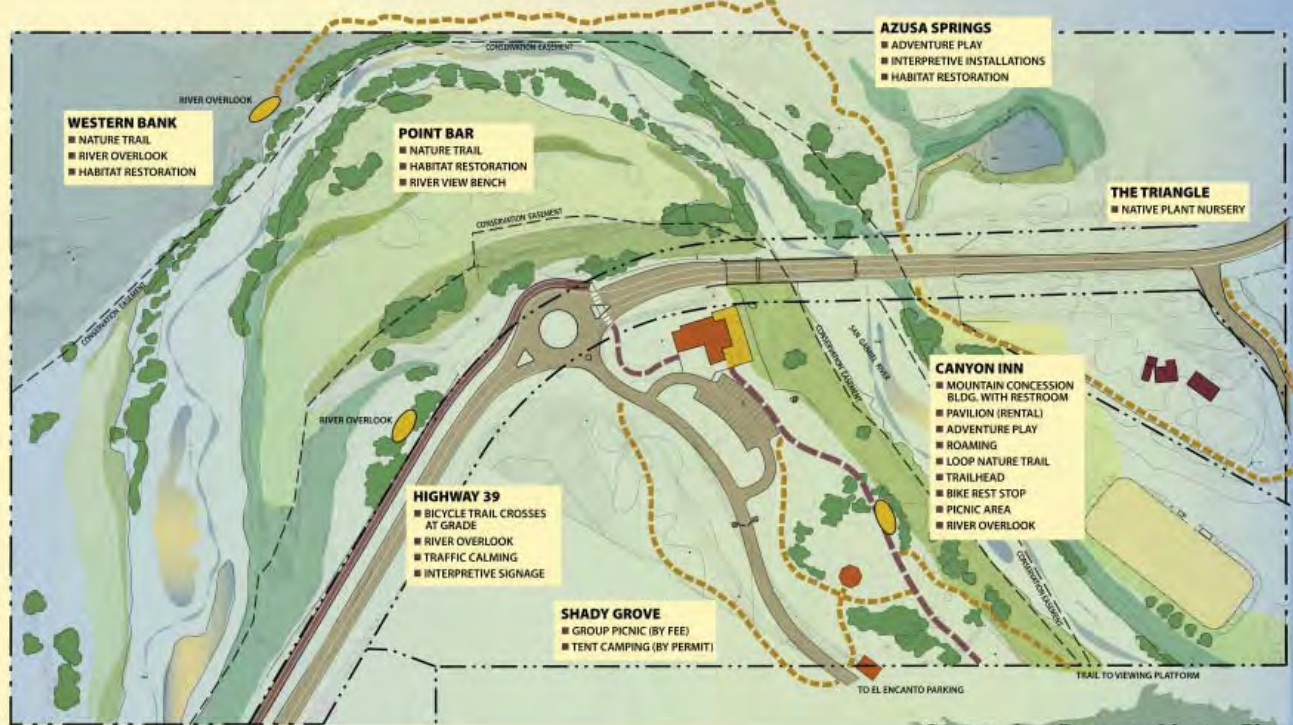 AZUSA SPRINGS
■ ADVENTURE PLAY
■ INTERPRETIVE INSTALLATIONS
■ HABITAT RESTORATION
CONSERVATION EASEMENT
RIVER OVERLOOK
WESTERN BANK
■ NATURE TRAIL
■ RIVER OVERLOOK
■ HABITAT RESTORATION
POINT BAR
■ NATURE TRAIL
■ HABITAT RESTORATION
■ RIVER VIEW BENCH
THE TRIANGLE
■ NATIVE PLANT NURSERY
CONSERVATION EASEMENT
CONSERVATION EASEMENT
CONSERVATION EASEMENT
SAN GABRIEL RIVER
CANYON INN
■ MOUNTAIN CONCESSION
BLDG. WITH RESTROOM
■ PAVILION (RENTAL)
■ ADVENTURE PLAY
■ ROAMING
■ LOOP NATURE TRAIL
■ TRAILHEAD
■ BIKE REST STOP
■ PICNIC AREA
■ RIVER OVERLOOK
RIVER OVERLOOK
HIGHWAY 39
■ BICYCLE TRAIL CROSSES
AT GRADE
■ RIVER OVERLOOK
■ TRAFFIC CALMING
■ INTERPRETIVE SIGNAGE
CONSERVATION EASEMENT
SHADY GROVE
■ GROUP PICNIC (BY FEE)
■ TENT CAMPING (BY PERMIT)
TRAIL TO VIEWING PLATFORM
TO EL ENCANTO PARKING